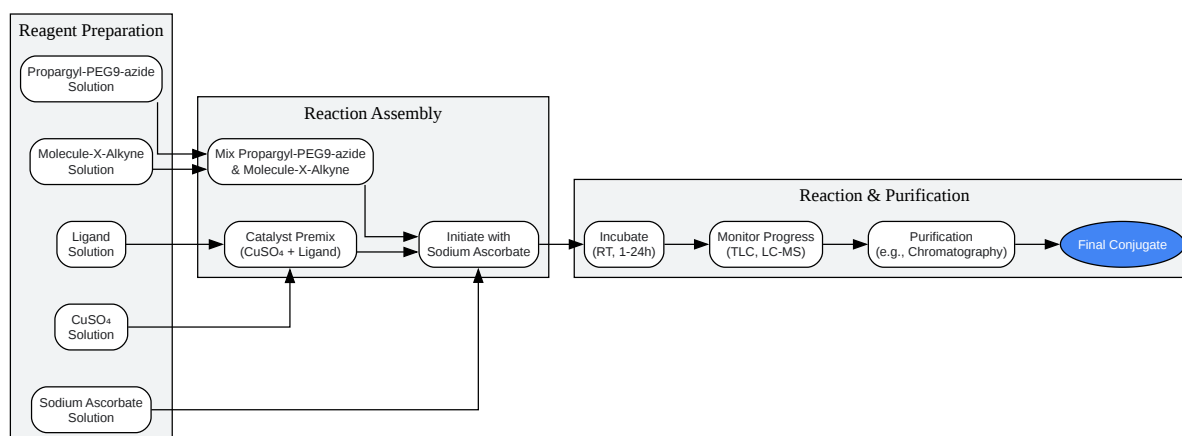 Reagent Preparation
Propargyl-PEG9-azide
Solution
Molecule-X-Alkyne
Solution
Ligand
Solution
CuSO₄
Solution
Sodium Ascorbate
Solution
Reaction Assembly
Mix Propargyl-PEG9-azide
& Molecule-X-Alkyne
Catalyst Premix
(CuSO₄ + Ligand)
Initiate with
Sodium Ascorbate
Reaction & Purification
Incubate
(RT, 1-24h)
Monitor Progress
(TLC, LC-MS)
Purification
(e.g., Chromatography)
Final Conjugate